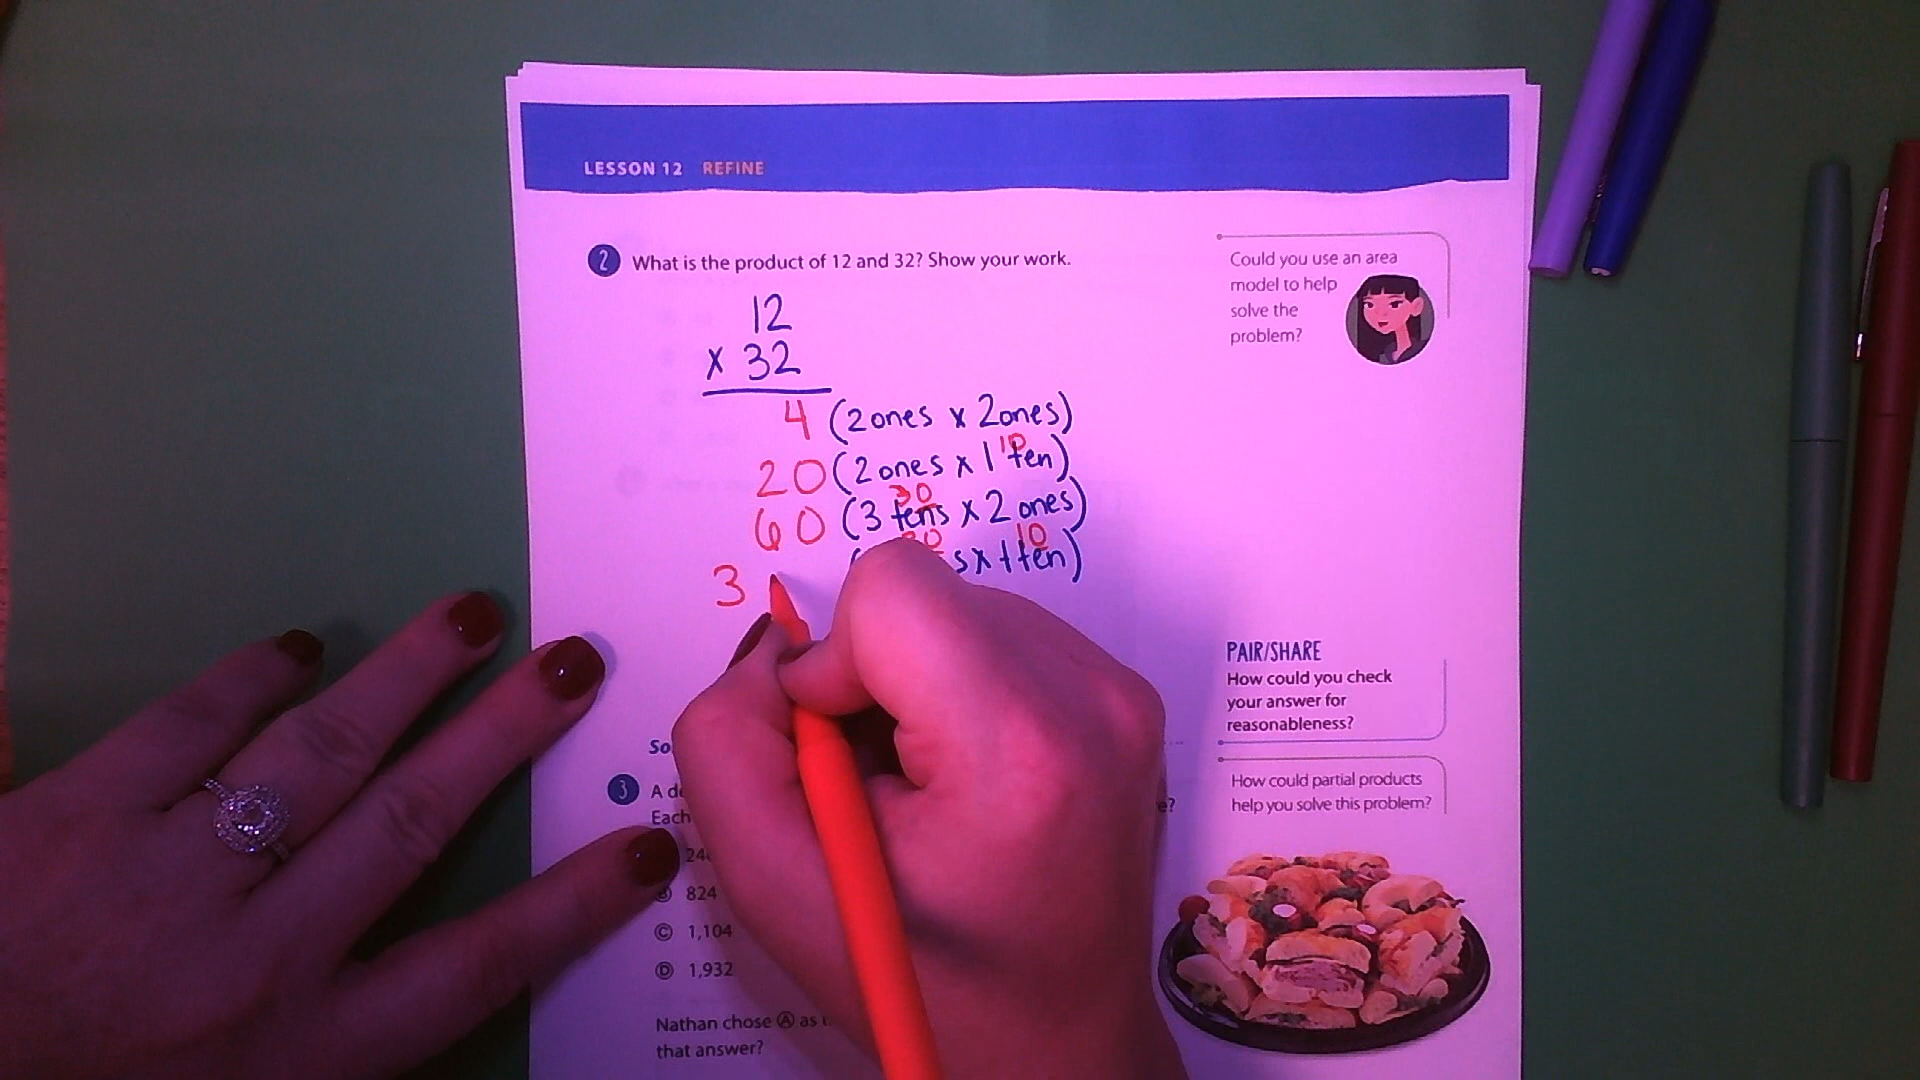 LESSON 12 REFINE
2 What is the product of 12 and 32? Show your work.
12
x 32
4 (2 ones x 2 ones)
10
20 (2 ones x 1 ten)
30
60 (3 tens x 2 ones)
10
3
Could you use an area
model to help
solve the
problem?
PAIR/SHARE
How could you check
your answer for
reasonableness?
So
3 A
Each
How could partial products
help you solve this problem?
824
Ⓒ 1,104
Ⓓ 1,932
Nathan chose Ⓐ as
that answer?